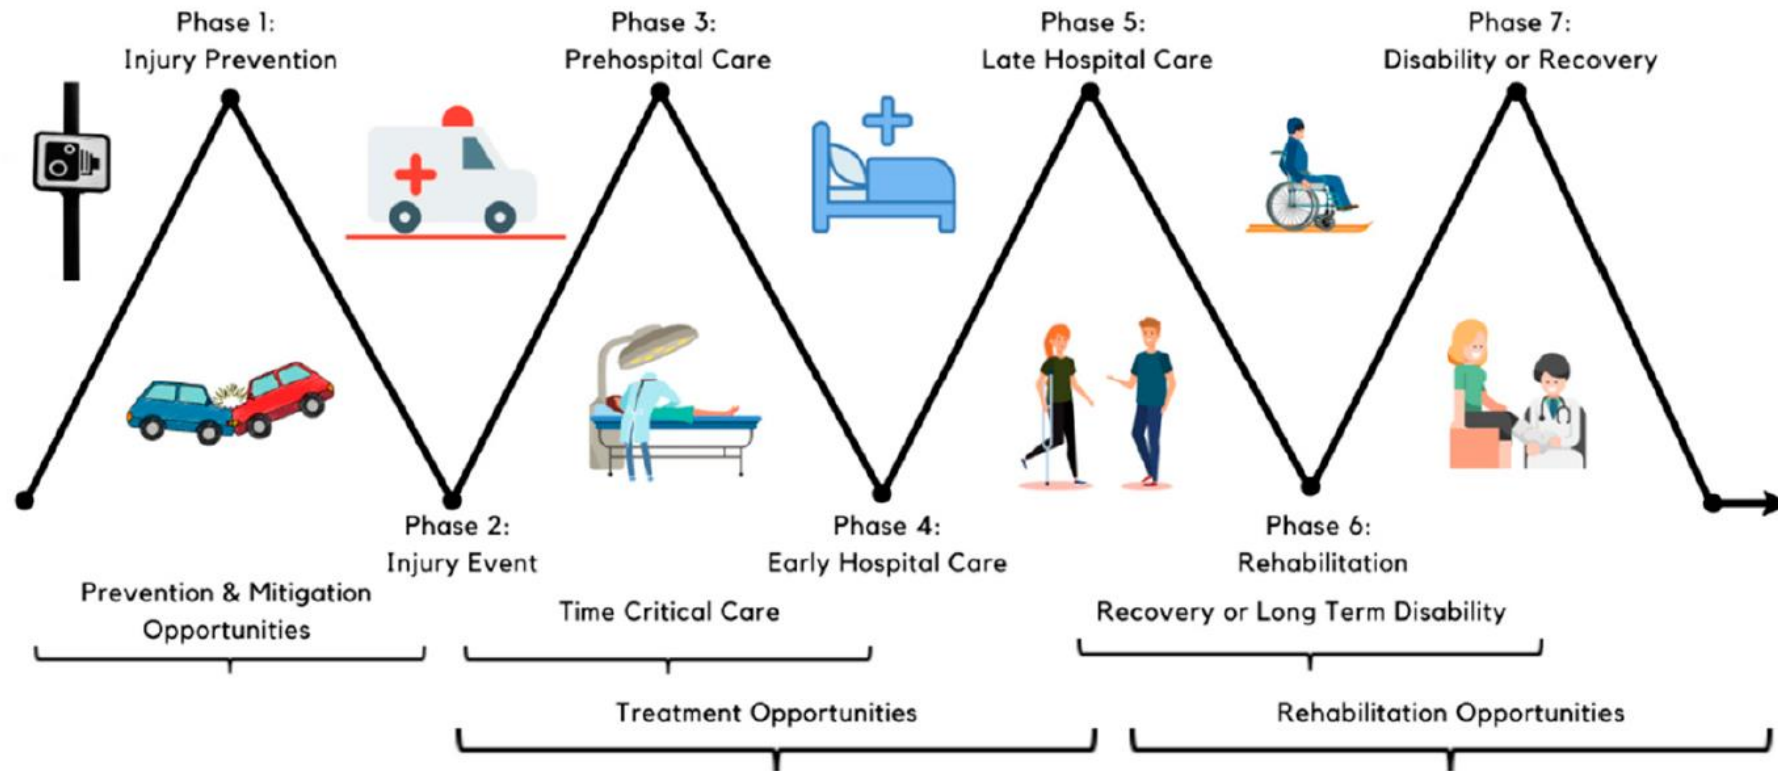 Phase 1:
Injury Prevention
Phase 3:
Prehospital Care
Phase 5:
Late Hospital Care
Phase 7:
Disability or Recovery
Phase 2:
Injury Event
Phase 4:
Early Hospital Care
Phase 6:
Rehabilitation
Prevention & Mitigation
Opportunities
Time Critical Care
Recovery or Long Term Disability
Treatment Opportunities
Rehabilitation Opportunities